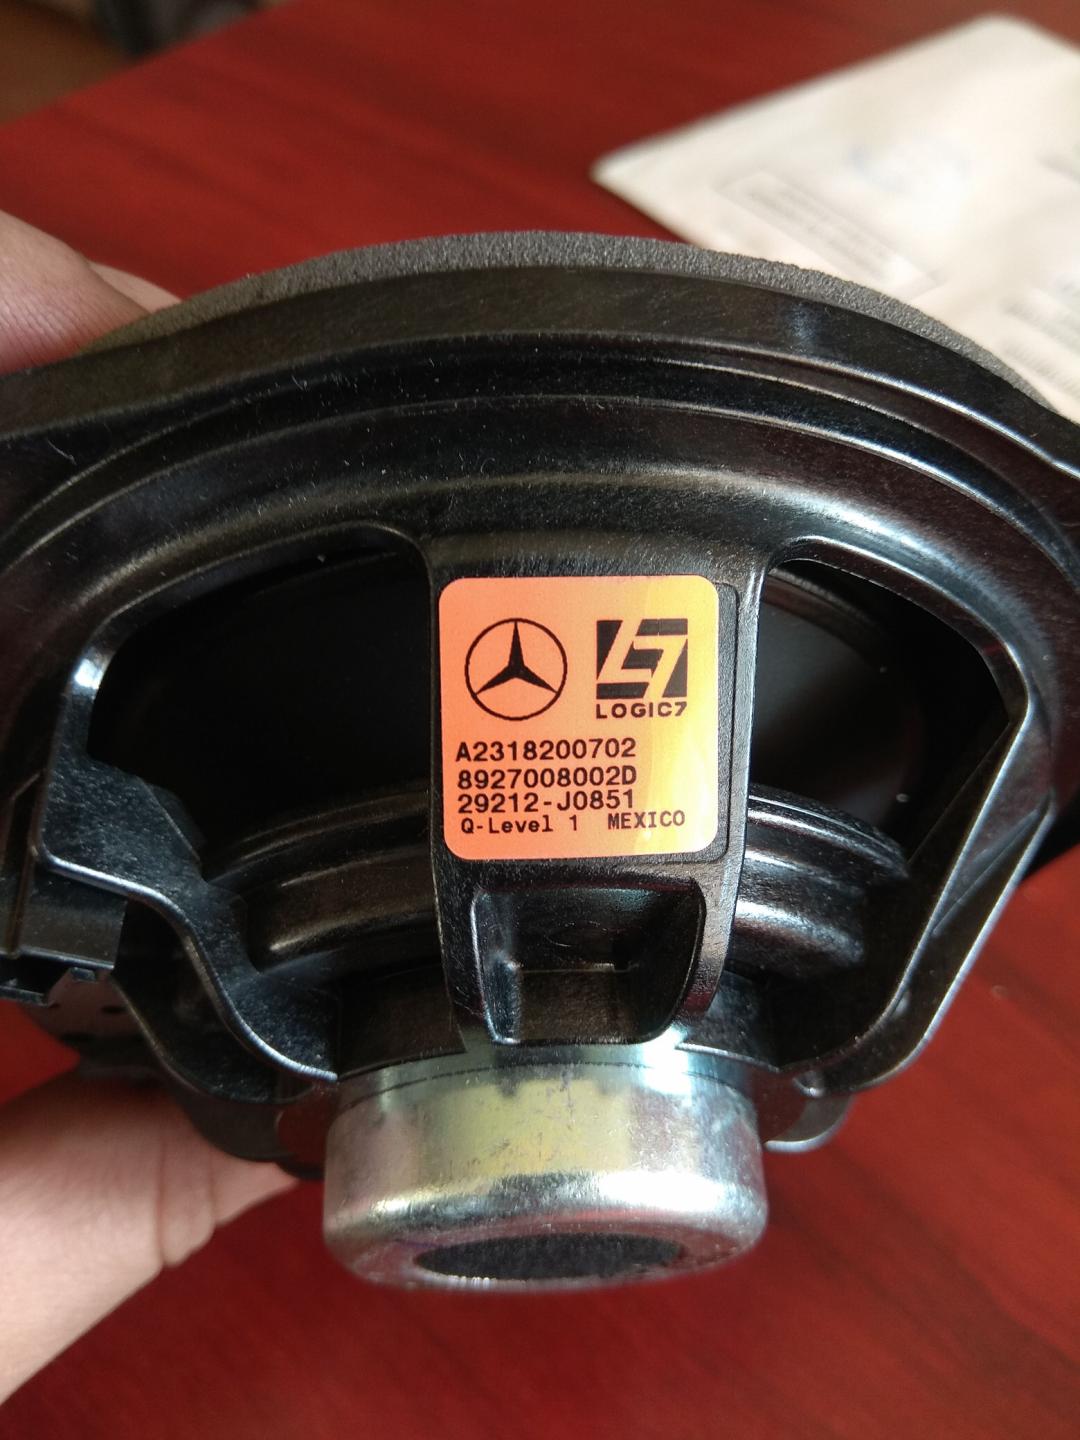 L7
LOGIC7
A2318200702
8927008002D
29212-J0851
Q-Level 1 MEXICO